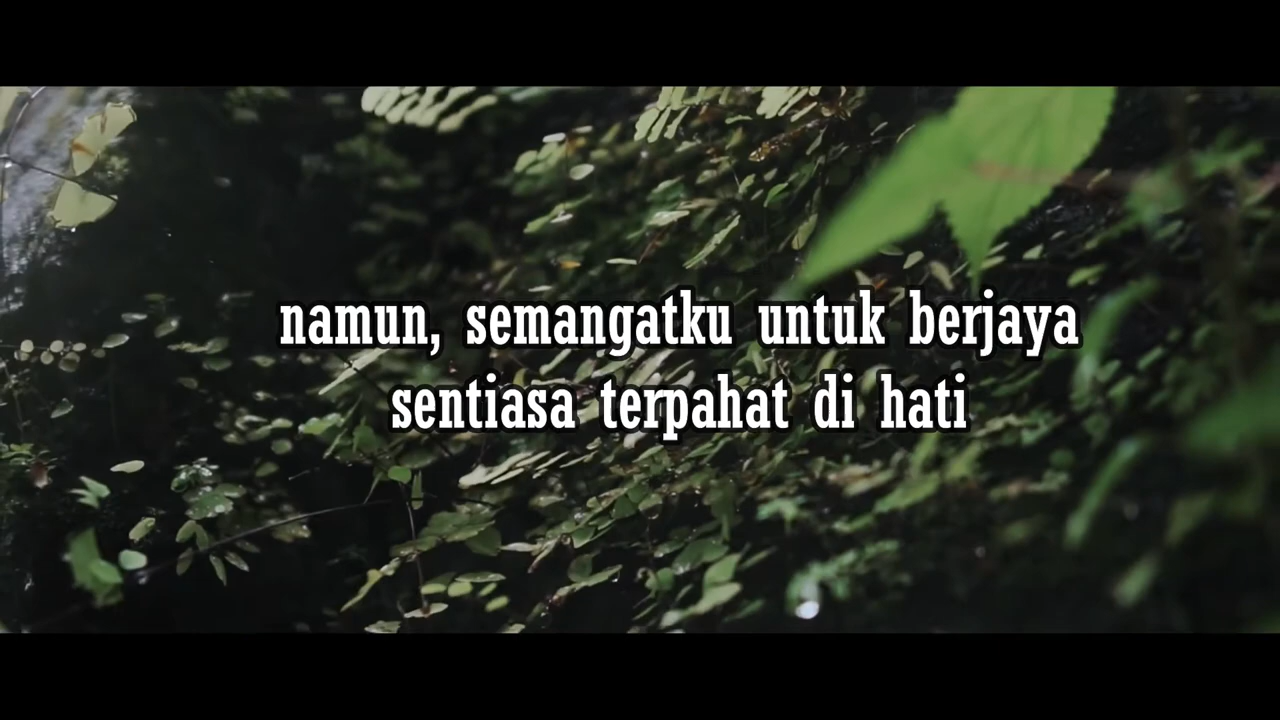 namun, semangatku untuk berjaya
sentiasa terpahat di hati